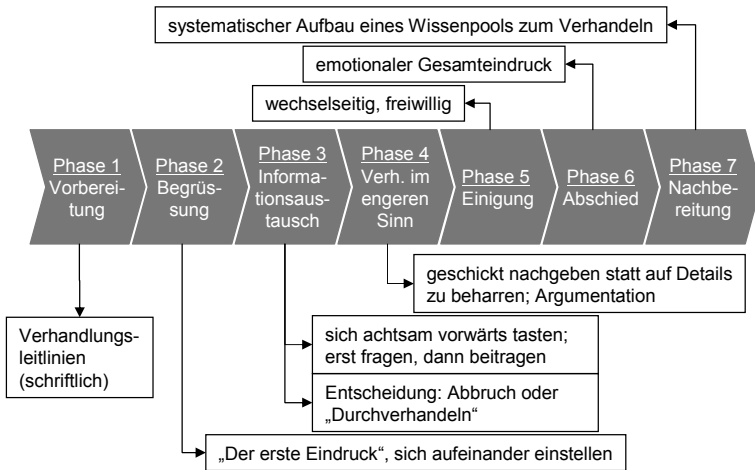 systematischer Aufbau eines Wissenpools zum Verhandeln
emotionaler Gesamteindruck
wechselseitig, freiwillig
Phase 1
Vorberei-
tung
Phase 2
Begrüs-
sung
Phase 3
Informa-
tionsaus-
tausch
Phase 4
Verh. im
engeren
Sinn
Phase 5
Einigung
Phase 6
Abschied
Phase 7
Nachbe-
reitung
geschickt nachgeben statt auf Details
zu beharren; Argumentation
Verhandlungs-
leitlinien
(schriftlich)
sich achtsam vorwärts tasten;
erst fragen, dann beitragen
Entscheidung: Abbruch oder
„Durchverhandeln“
„Der erste Eindruck“, sich aufeinander einstellen